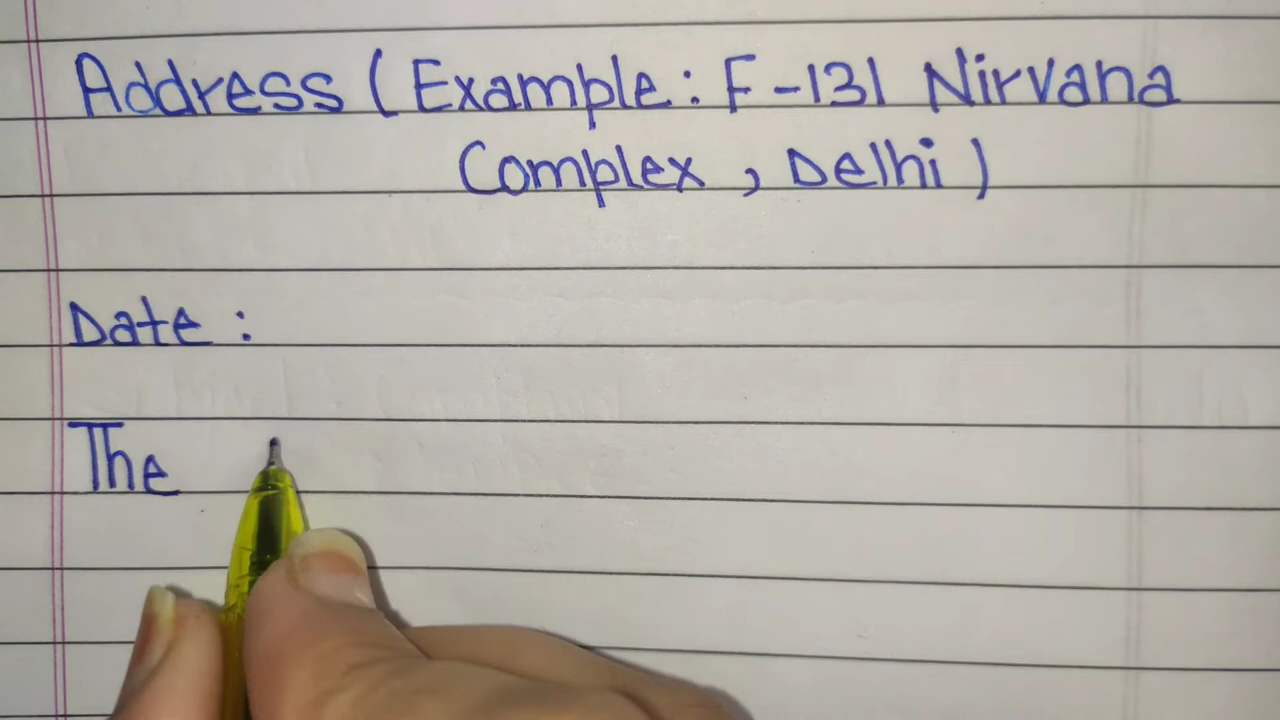 Address (Example: F-131 Nirvana
Complex, Delhi)
Date:
The